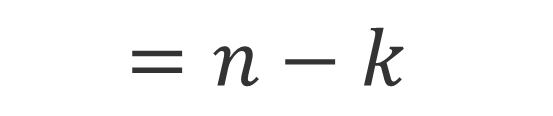 = n − k